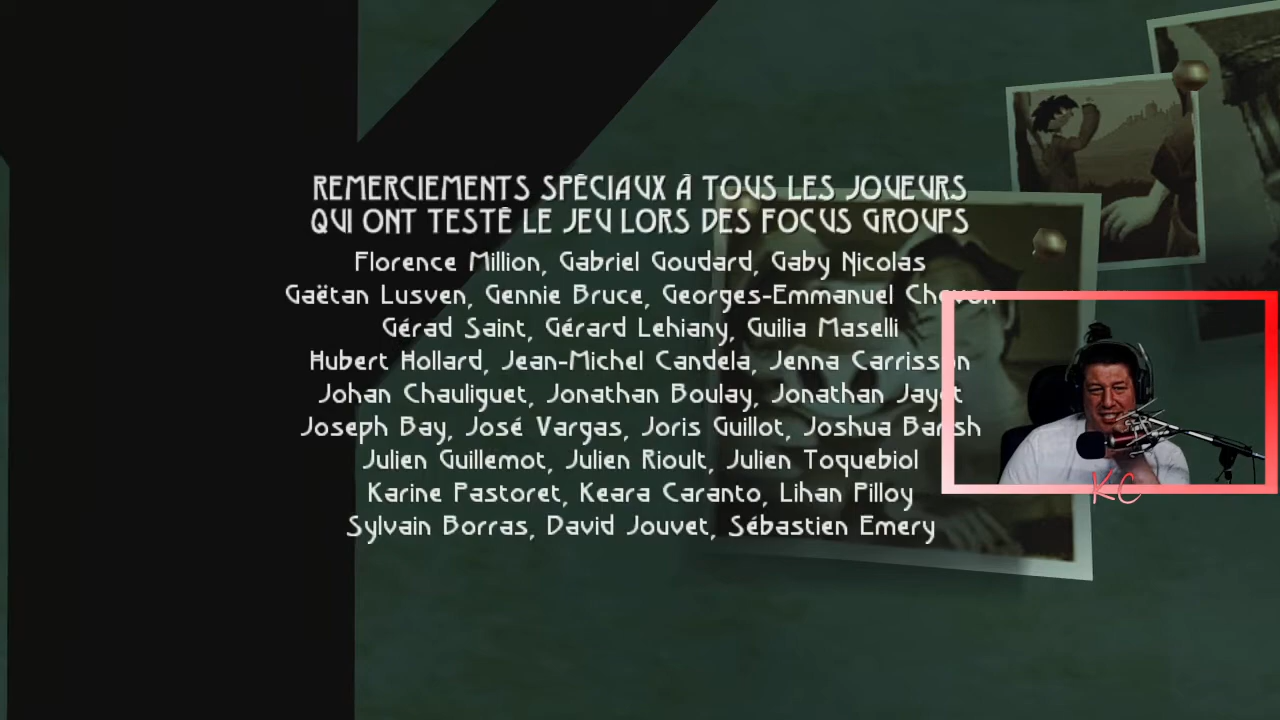 REMERCIEMENTS SPÉCIAUX À TOUS LES JOUEURS
QUI ONT TESTÉ LE JEU LORS DES FOCUS GROUPS
Florence Million, Gabriel Goudard, Gaby Nicolas
Gaëtan Lusven, Gennie Bruce, Georges-Emmanuel
Gérad Saint, Gérard Lehiany, Guilia Maselli
Hubert Hollard, Jean-Michel Candela, Jenna Carrisson
Johan Chauliguet, Jonathan Boulay, Jonathan
Joseph Bay, José Vargas, Joris Guillot, Joshua
Julien Guillemot, Julien Rioult, Julien Toquebiol
Karine Pastoret, Keara Caranto, Lihan Pilloy
KC
Sylvain Borras, David Jouvet, Sébastien Emery